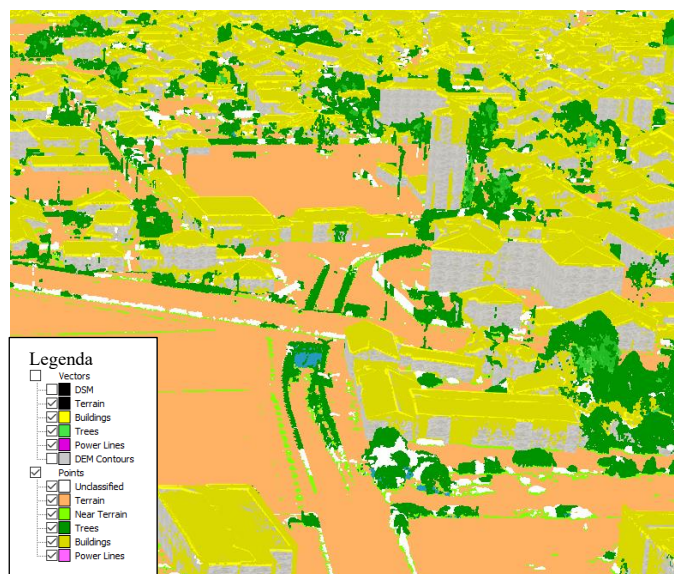 Legenda
Vectors
DSM
Terrain
Buildings
Trees
Power Lines
DEM Contours
Points
Unclassified
Terrain
Near Terrain
Trees
Buildings
Power Lines